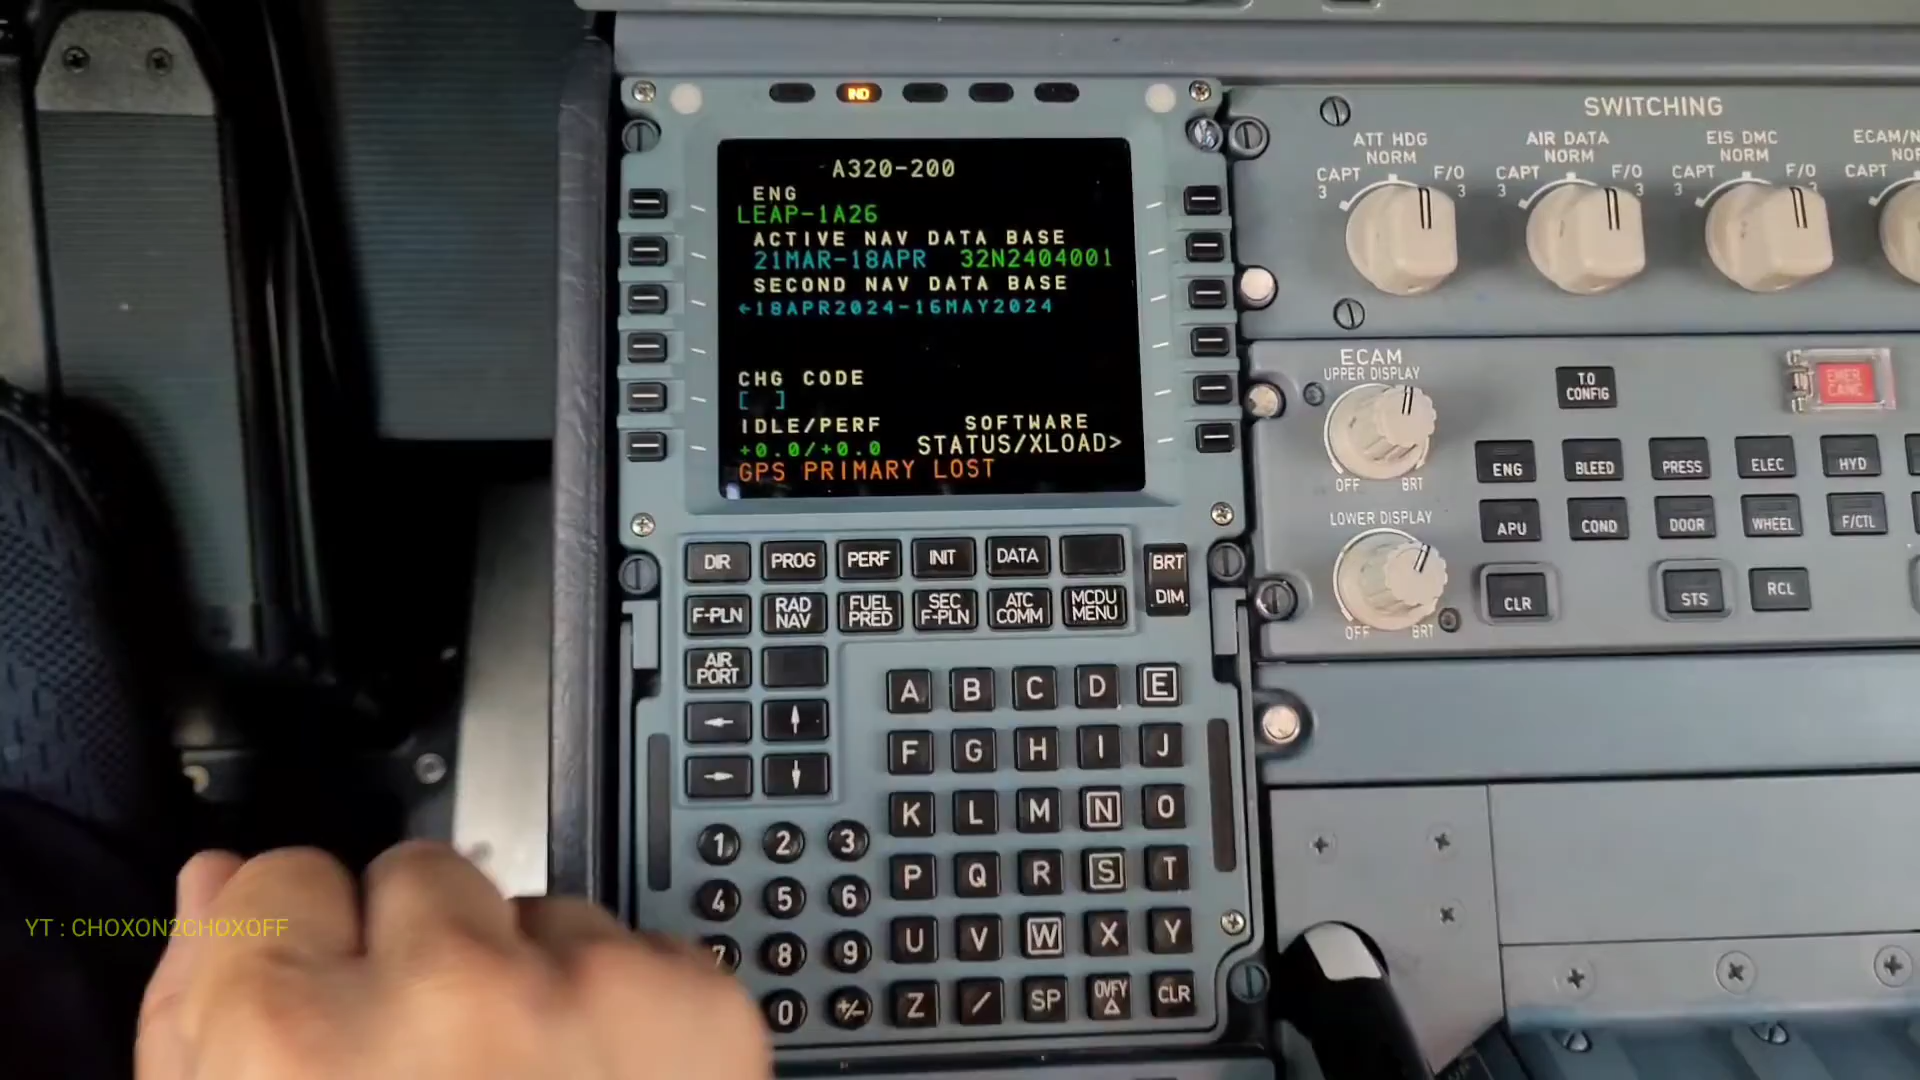 IND
A320-200
ENG
LEAP-1A26
ACTIVE NAV DATA BASE
21MAR-18APR 32N2404001
SECOND NAV DATA BASE
←18APR2024-16MAY2024
CHG CODE
[ ]
IDLE/PERF SOFTWARE
+0.0/+0.0 STATUS/XLOAD>
GPS PRIMARY LOST
DIR PROG PERF INIT DATA
BRT
DIM
F-PLN RAD NAV FUEL PRED SEC F-PLN ATC COMM MCDU MENU
AIR PORT
← ↑
→ ↓
A B C D E
F G H I J
K L M N O
P Q R S T
U V W X Y
Z / SP OVFY Δ CLR
1 2 3
4 5 6
7 8 9
0 +/-
SWITCHING
ATT HDG AIR DATA EIS DMC
NORM NORM NORM
CAPT 3 F/O 3 CAPT 3 F/O 3 CAPT 3 F/O 3 CAPT
ECAM
UPPER DISPLAY
OFF BRT
LOWER DISPLAY
OFF BRT
T.O CONFIG
EMER CANC
ENG BLEED PRESS ELEC HYD
APU COND DOOR WHEEL F/CTL
CLR STS RCL
YT : CHOXON2CHOXOFF